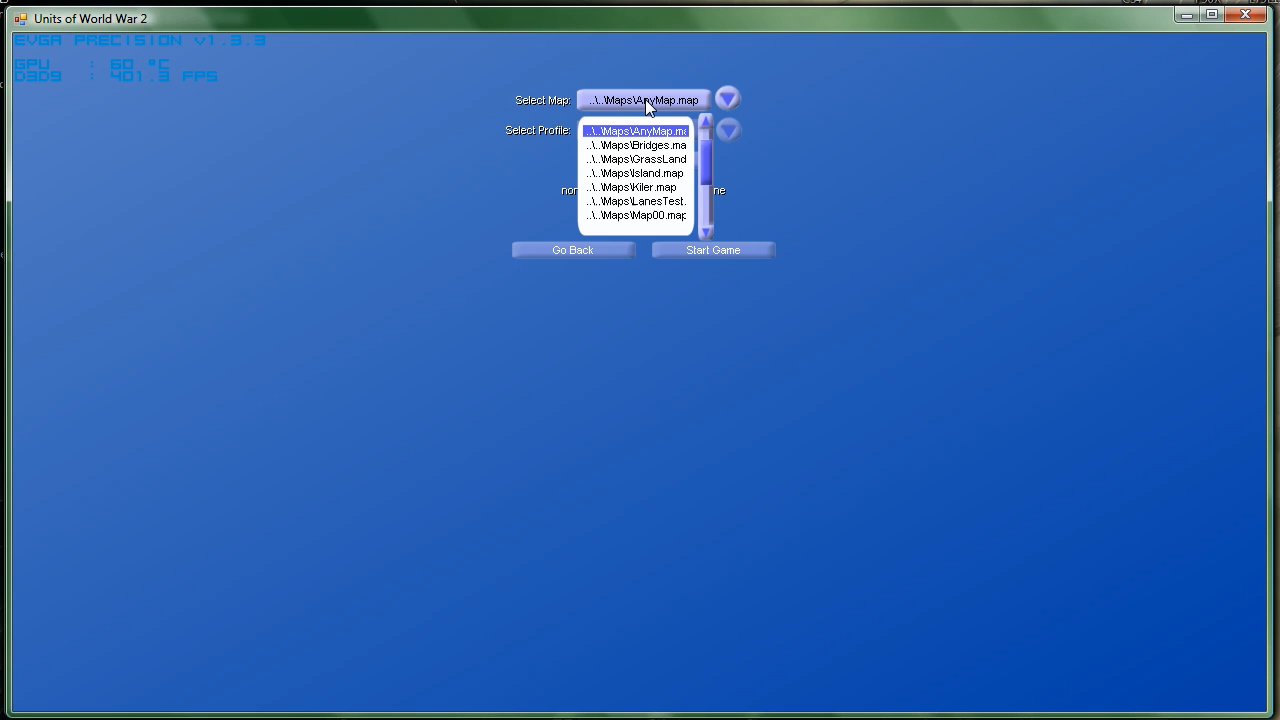 Units of World War 2
EVGA PRECISION v1.9.9
GPU : 60 °C
D3D9 : 401.3 FPS
Select Map: ..\..\Maps\AnyMap.map
Select Profile:
..\..\Maps\AnyMap.ma
..\..\Maps\Bridges.ma
..\..\Maps\GrassLand
..\..\Maps\Island.map
..\..\Maps\Kiler.map
..\..\Maps\LanesTest.
..\..\Maps\Map00.map
Go Back Start Game